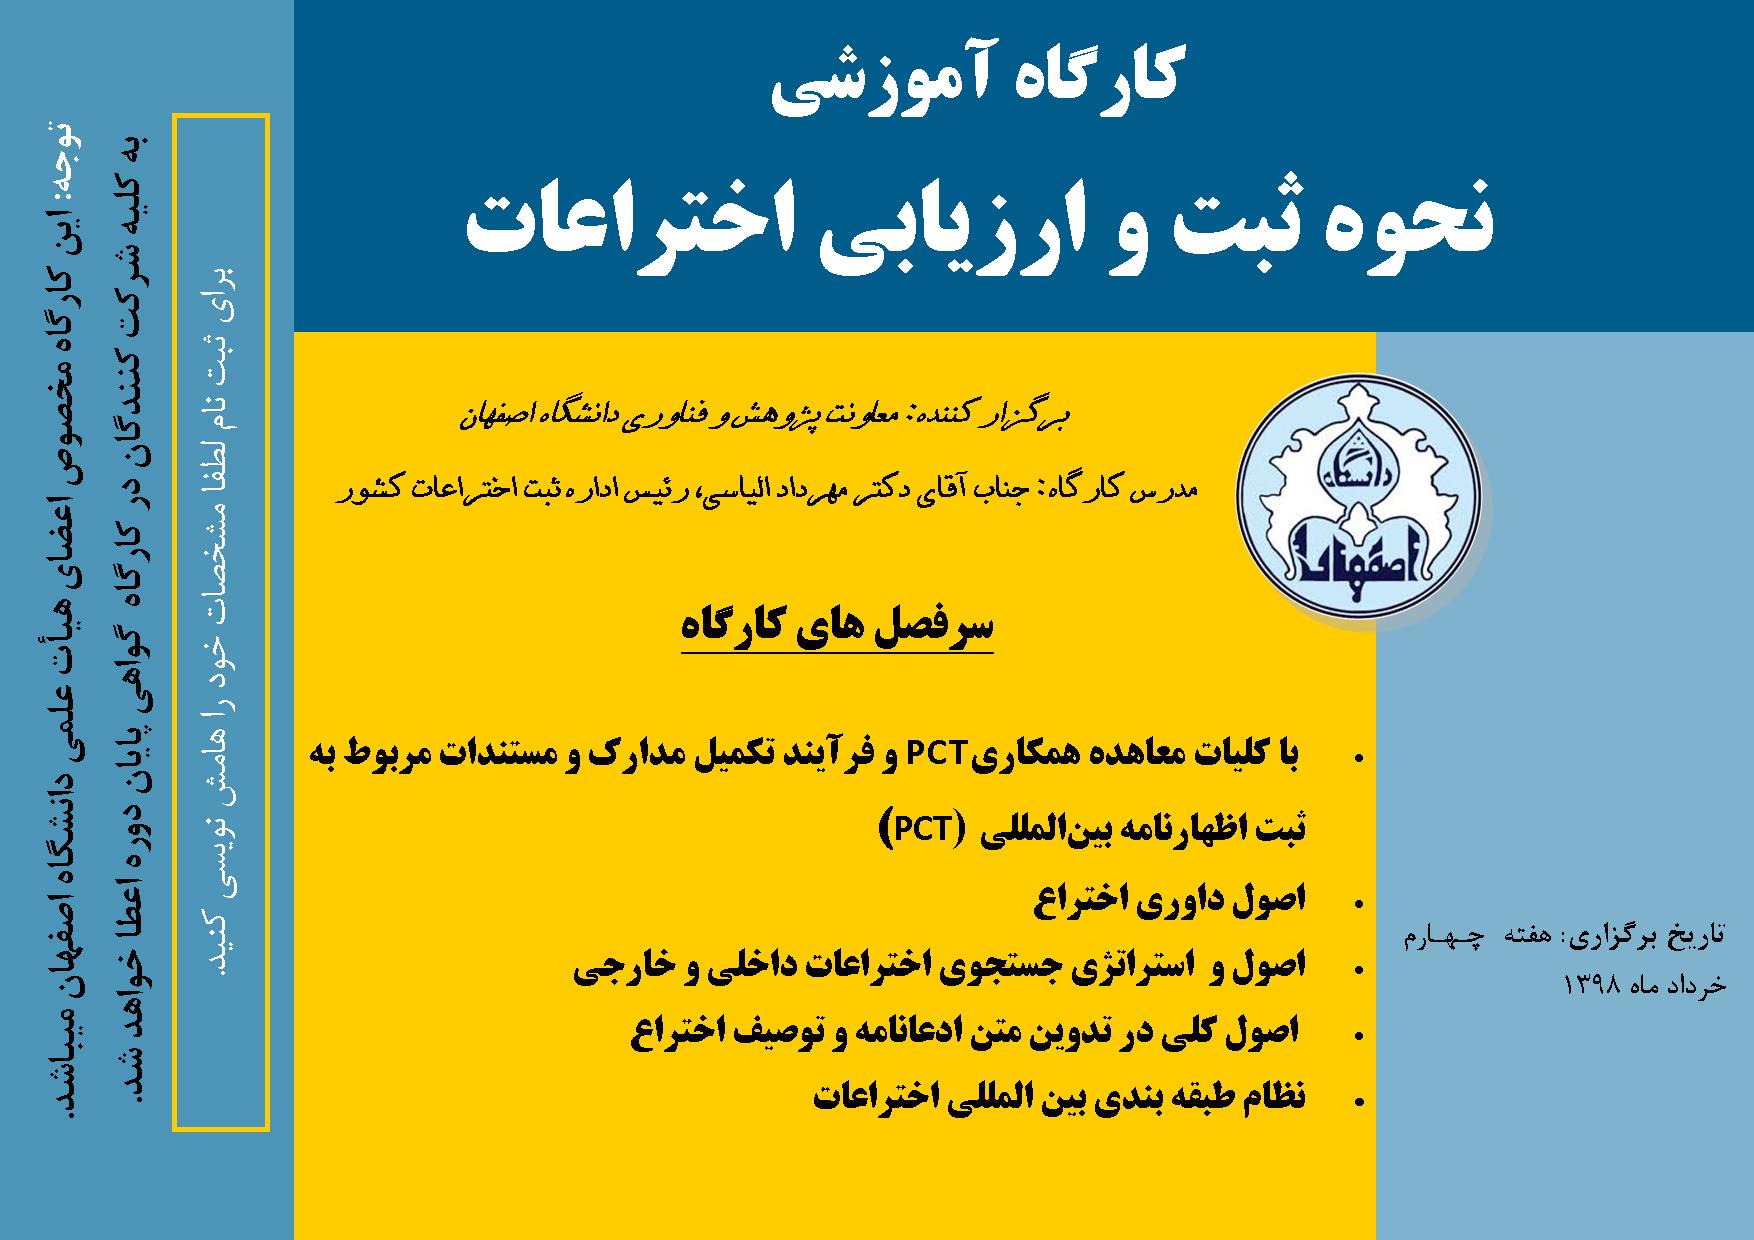 کارگاه آموزشی
نحوه ثبت و ارزیابی اختراعات
برگزار کننده: معاونت پژوهش و فناوری دانشگاه اصفهان
مدرس کارگاه: جناب آقای دکتر مهرداد الیاسی، رئیس اداره ثبت اختراعات کشور
دانشگاه
اصفهان
سرفصل های کارگاه
• با کلیات معاهده همکاریPCT و فرآیند تکمیل مدارک و مستندات مربوط به
ثبت اظهارنامه بین‌المللی (PCT)
• اصول داوری اختراع
• اصول و استراتژی جستجوی اختراعات داخلی و خارجی
• اصول کلی در تدوین متن ادعانامه و توصیف اختراع
• نظام طبقه بندی بین المللی اختراعات
تاریخ برگزاری: هفته چهارم
خرداد ماه ۱۳۹۸
توجه: این کارگاه مخصوص اعضای هیأت علمی دانشگاه اصفهان میباشد.
به کلیه شرکت کنندگان در کارگاه گواهی پایان دوره اعطا خواهد شد.
برای ثبت نام لطفا مشخصات خود را هامش نویسی کنید.